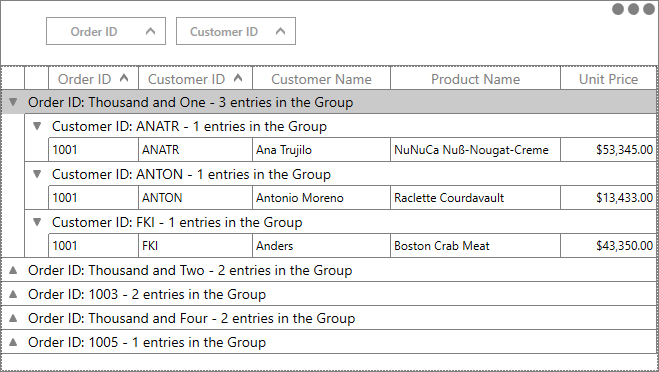 Order ID Customer ID
Order ID Customer ID Customer Name Product Name Unit Price
Order ID: Thousand and One - 3 entries in the Group
Customer ID: ANATR - 1 entries in the Group
1001 ANATR Ana Trujilo NuNuCa Nuß-Nougat-Creme $53,345.00
Customer ID: ANTON - 1 entries in the Group
1001 ANTON Antonio Moreno Raclette Courdavault $13,433.00
Customer ID: FKI - 1 entries in the Group
1001 FKI Anders Boston Crab Meat $43,350.00
Order ID: Thousand and Two - 2 entries in the Group
Order ID: 1003 - 2 entries in the Group
Order ID: Thousand and Four - 2 entries in the Group
Order ID: 1005 - 1 entries in the Group